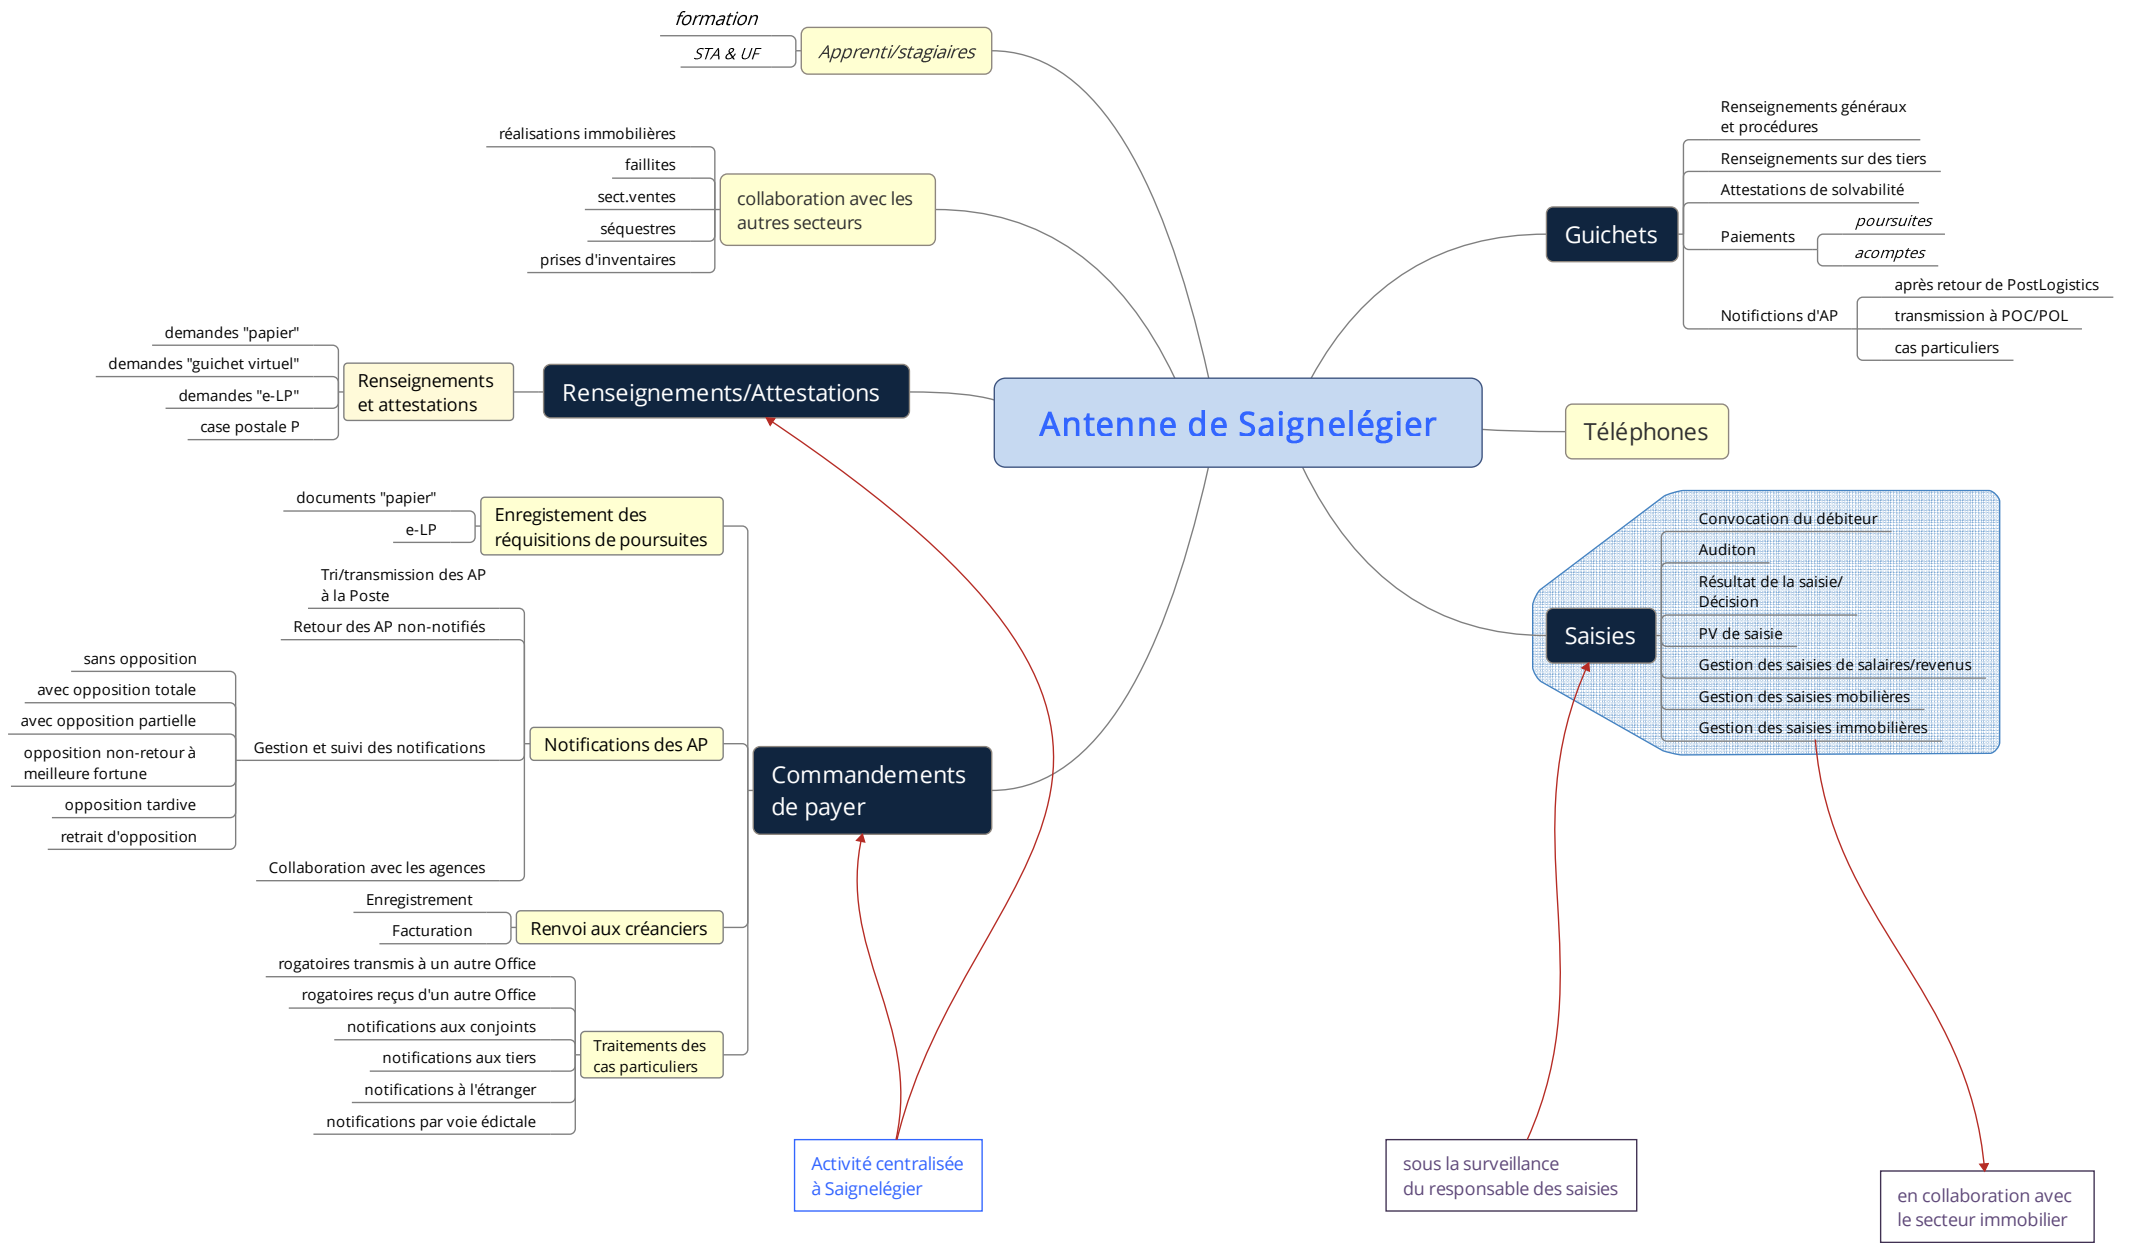 formation
STA & UF
Apprenti/stagiaires
réalisations immobilières
faillites
sect.ventes
séquestres
prises d'inventaires
collaboration avec les
autres secteurs
demandes "papier"
demandes "guichet virtuel"
demandes "e-LP"
case postale P
Renseignements
et attestations
Renseignements/Attestations
Antenne de Saignelégier
Guichets
Renseignements généraux
et procédures
Renseignements sur des tiers
Attestations de solvabilité
Paiements
poursuites
acomptes
Notifictions d'AP
après retour de PostLogistics
transmission à POC/POL
cas particuliers
Téléphones
Saisies
Convocation du débiteur
Auditon
Résultat de la saisie/
Décision
PV de saisie
Gestion des saisies de salaires/revenus
Gestion des saisies mobilières
Gestion des saisies immobilières
documents "papier"
e-LP
Enregistement des
réquisitions de poursuites
Tri/transmission des AP
à la Poste
Retour des AP non-notifiés
sans opposition
avec opposition totale
avec opposition partielle
opposition non-retour à
meilleure fortune
opposition tardive
retrait d'opposition
Gestion et suivi des notifications
Collaboration avec les agences
Notifications des AP
Commandements
de payer
Enregistrement
Facturation
Renvoi aux créanciers
rogatoires transmis à un autre Office
rogatoires reçus d'un autre Office
notifications aux conjoints
notifications aux tiers
notifications à l'étranger
notifications par voie édictale
Traitements des
cas particuliers
Activité centralisée
à Saignelégier
sous la surveillance
du responsable des saisies
en collaboration avec
le secteur immobilier